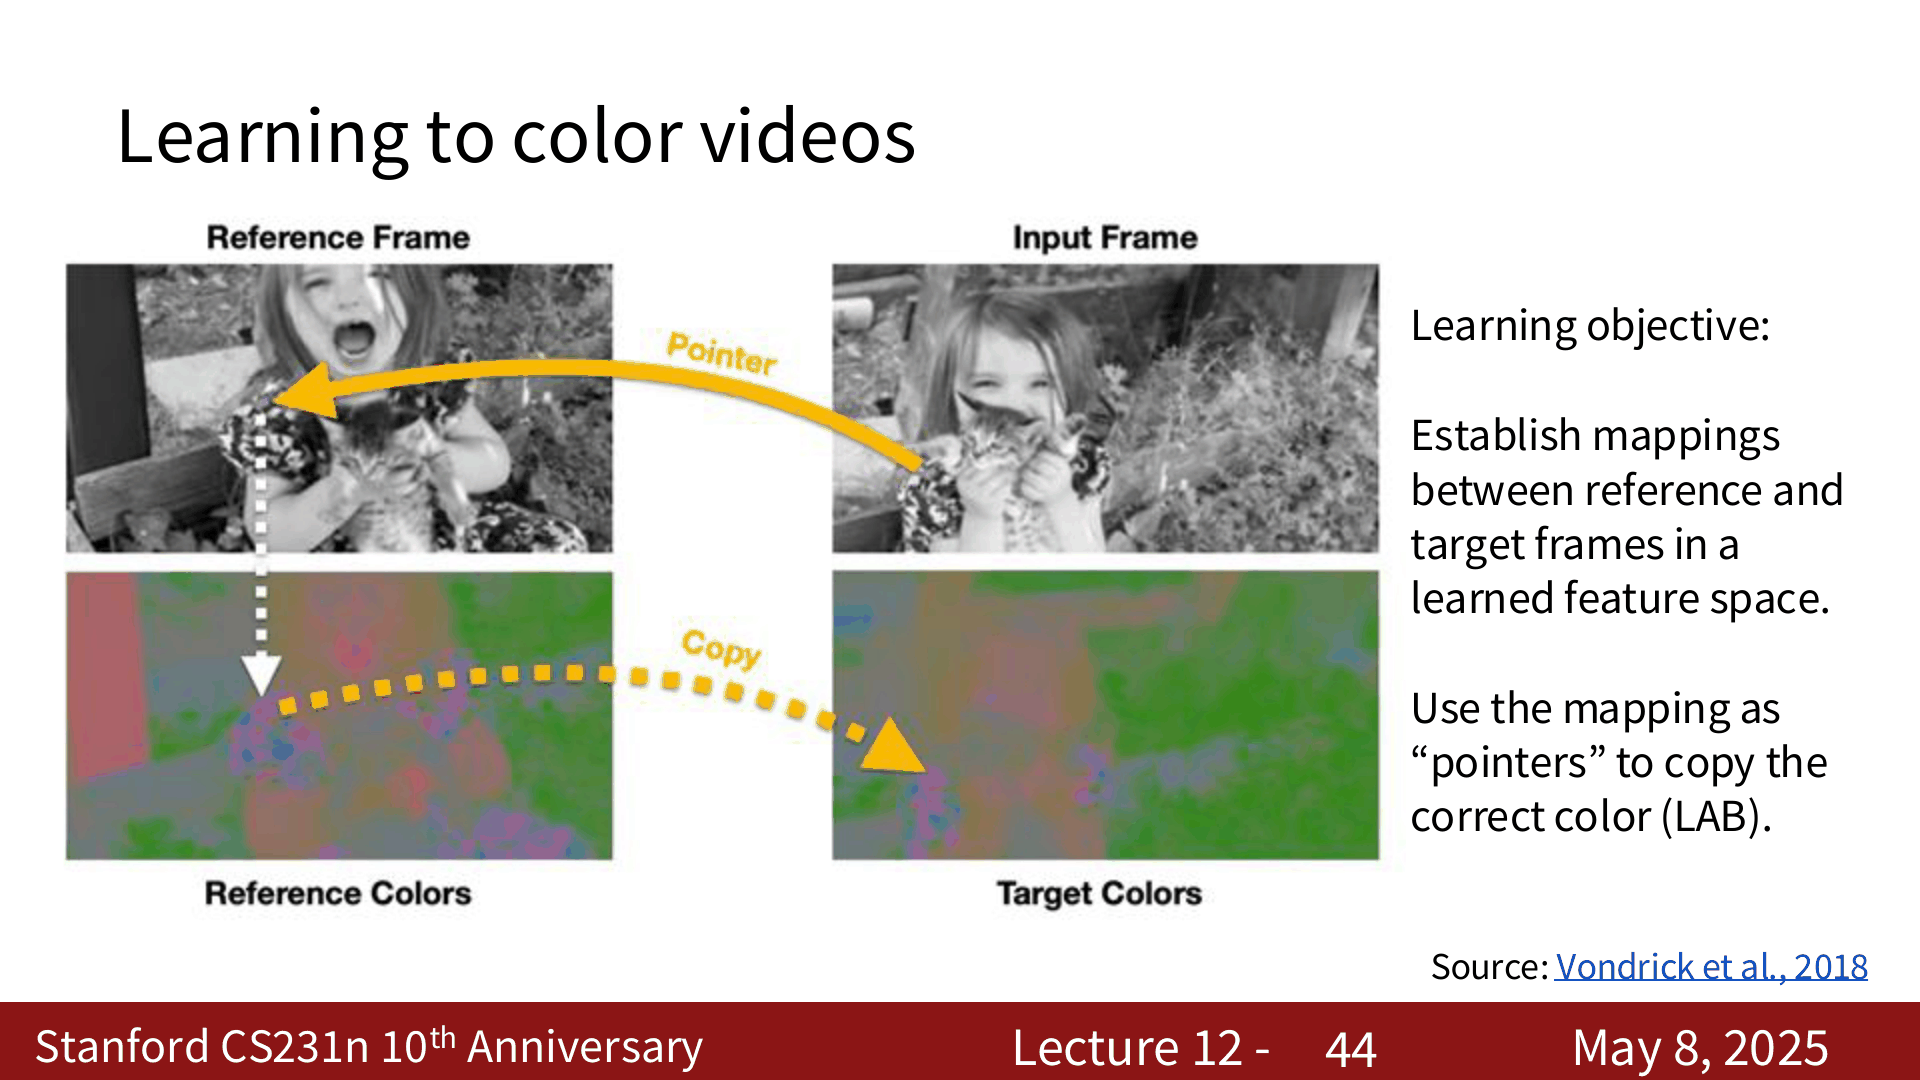 Learning to color videos
Reference Frame
Input Frame
Pointer
Copy
Reference Colors
Target Colors
Learning objective:
Establish mappings
between reference and
target frames in a
learned feature space.
Use the mapping as
“pointers” to copy the
correct color (LAB).
Source: Vondrick et al., 2018
Stanford CS231n 10th Anniversary
Lecture 12 - 44
May 8, 2025